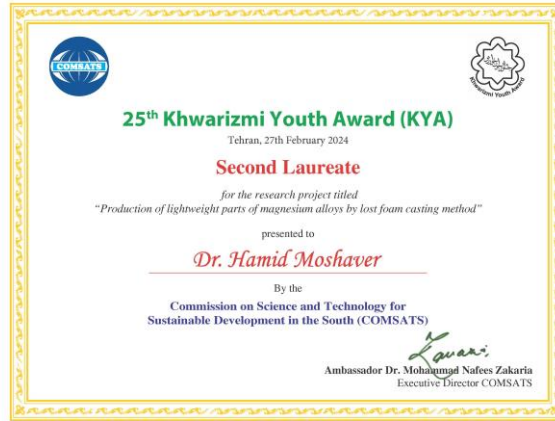 COMSATS
Khwarizmi Youth Award
25th Khwarizmi Youth Award (KYA)
Tehran, 27th February 2024
Second Laureate
for the research project titled
“Production of lightweight parts of magnesium alloys by lost foam casting method”
presented to
Dr. Hamid Moshaver
By the
Commission on Science and Technology for
Sustainable Development in the South (COMSATS)
Ambassador Dr. Mohammad Nafees Zakaria
Executive Director COMSATS